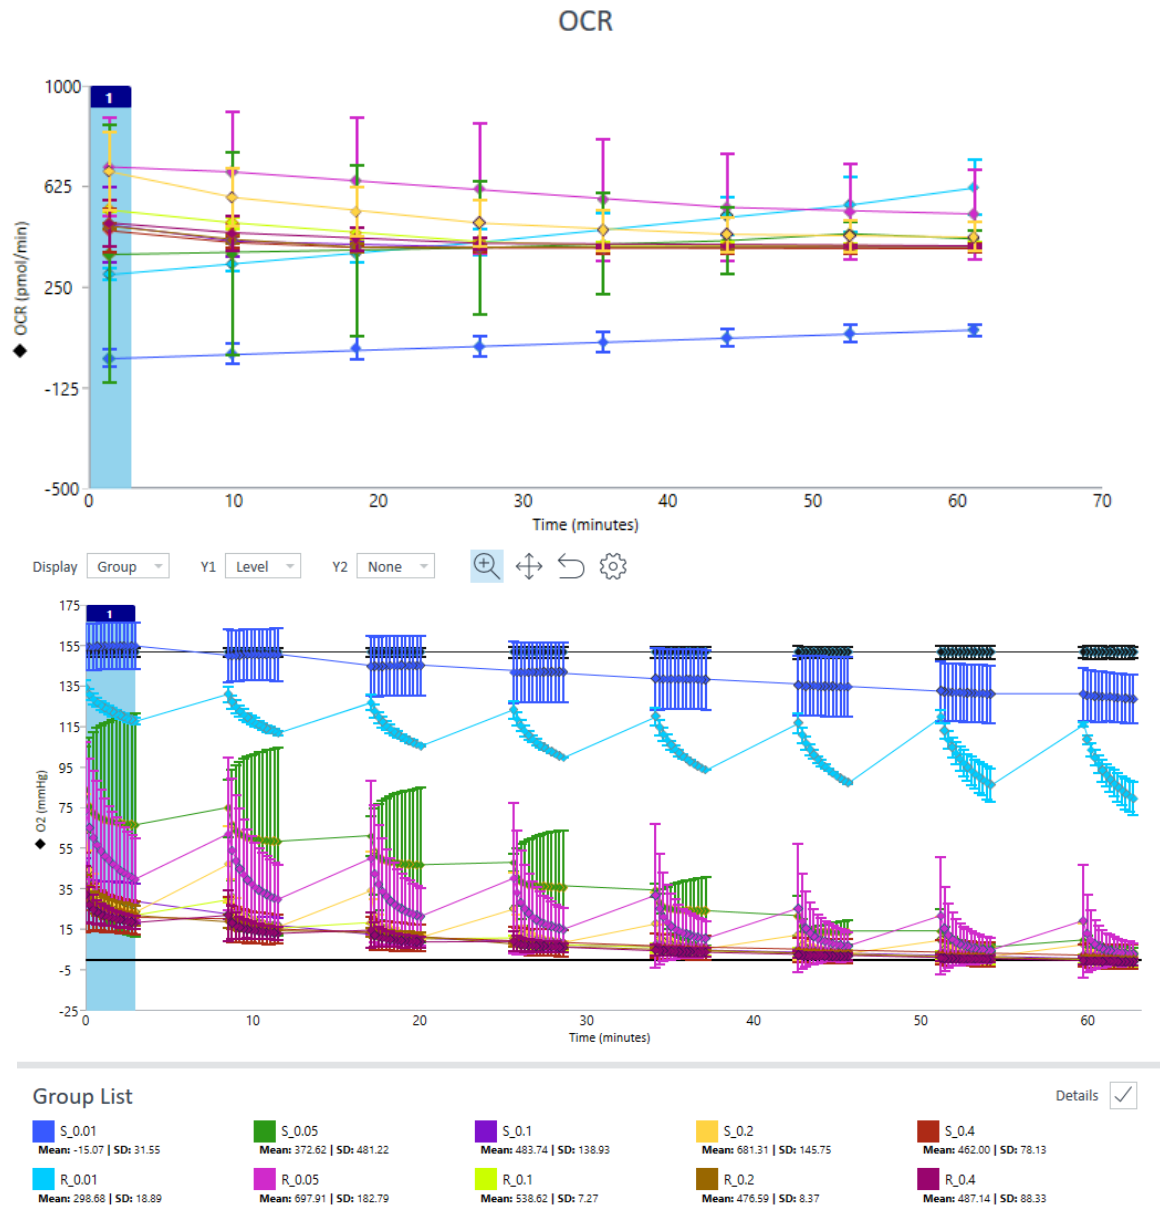 OCR
1000
625
250
-125
-500
OCR (pmol/min)
1
0 10 20 30 40 50 60 70
Time (minutes)
Display Group Y1 Level Y2 None
175
155
135
115
95
75
55
35
15
-5
-25
O2 (mmHg)
1
0 10 20 30 40 50 60
Time (minutes)
Group List Details
S_0.01 S_0.05 S_0.1 S_0.2 S_0.4
Mean: -15.07 | SD: 31.55 Mean: 372.62 | SD: 481.22 Mean: 483.74 | SD: 138.93 Mean: 681.31 | SD: 145.75 Mean: 462.00 | SD: 78.13
R_0.01 R_0.05 R_0.1 R_0.2 R_0.4
Mean: 298.68 | SD: 18.89 Mean: 697.91 | SD: 182.79 Mean: 538.62 | SD: 7.27 Mean: 476.59 | SD: 8.37 Mean: 487.14 | SD: 88.33